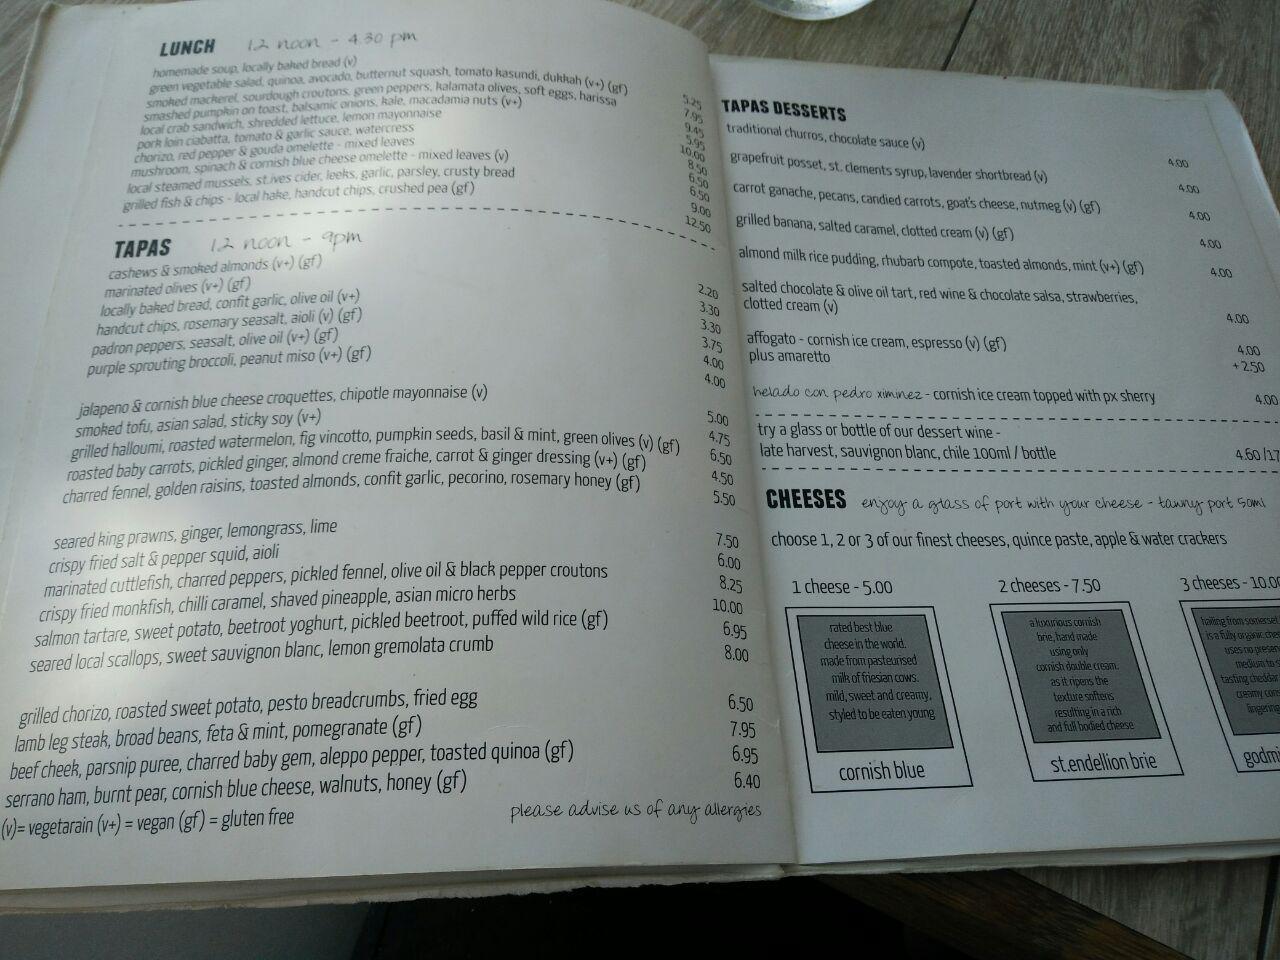 LUNCH 12 noon - 4.30 pm
homemade soup, locally baked bread (v) 5.25
green vegetable salad, quinoa, avocado, butternut squash, tomato kasundi, dukkah (v+) (gf) 7.95
smoked mackerel, sourdough croutons, green peppers, kalamata olives, soft eggs, harissa 9.45
smashed pumpkin on toast, balsamic onions, kale, macadamia nuts (v+) 5.95
local crab sandwich, shredded lettuce, lemon mayonnaise 10.00
pork loin ciabatta, tomato & garlic sauce, watercress 8.50
chorizo, red pepper & gouda omelette - mixed leaves 6.50
mushroom, spinach & cornish blue cheese omelette - mixed leaves (v) 6.50
local steamed mussels, st.ives cider, leeks, garlic, parsley, crusty bread 9.00
grilled fish & chips - local hake, handcut chips, crushed pea (gf) 12.50
TAPAS 12 noon - 9pm
cashews & smoked almonds (v+) (gf) 2.20
marinated olives (v+) (gf) 3.30
locally baked bread, confit garlic, olive oil (v+) 3.30
handcut chips, rosemary seasalt, aioli (v) (gf) 3.75
padron peppers, seasalt, olive oil (v+) (gf) 4.00
purple sprouting broccoli, peanut miso (v+) (gf) 4.00
jalapeno & cornish blue cheese croquettes, chipotle mayonnaise (v) 5.00
smoked tofu, asian salad, sticky soy (v+) 4.75
grilled halloumi, roasted watermelon, fig vincotto, pumpkin seeds, basil & mint, green olives (v) (gf) 6.50
roasted baby carrots, pickled ginger, almond creme fraiche, carrot & ginger dressing (v+) (gf) 4.50
charred fennel, golden raisins, toasted almonds, confit garlic, pecorino, rosemary honey (gf) 5.50
seared king prawns, ginger, lemongrass, lime 7.50
crispy fried salt & pepper squid, aioli 6.00
marinated cuttlefish, charred peppers, pickled fennel, olive oil & black pepper croutons 8.25
crispy fried monkfish, chilli caramel, shaved pineapple, asian micro herbs 10.00
salmon tartare, sweet potato, beetroot yoghurt, pickled beetroot, puffed wild rice (gf) 6.95
seared local scallops, sweet sauvignon blanc, lemon gremolata crumb 8.00
grilled chorizo, roasted sweet potato, pesto breadcrumbs, fried egg 6.50
lamb leg steak, broad beans, feta & mint, pomegranate (gf) 7.95
beef cheek, parsnip puree, charred baby gem, aleppo pepper, toasted quinoa (gf) 6.95
serrano ham, burnt pear, cornish blue cheese, walnuts, honey (gf) 6.40
(v)= vegetarain (v+) = vegan (gf) = gluten free
please advise us of any allergies
TAPAS DESSERTS
traditional churros, chocolate sauce (v) 4.00
grapefruit posset, st. clements syrup, lavender shortbread (v) 4.00
carrot ganache, pecans, candied carrots, goat's cheese, nutmeg (v) (gf) 4.00
grilled banana, salted caramel, clotted cream (v) (gf) 4.00
almond milk rice pudding, rhubarb compote, toasted almonds, mint (v+) (gf) 4.00
salted chocolate & olive oil tart, red wine & chocolate salsa, strawberries,
clotted cream (v) 4.00
affogato - cornish ice cream, espresso (v) (gf) 4.00
plus amaretto +2.50
helado con pedro ximinez - cornish ice cream topped with px sherry 4.00
try a glass or bottle of our dessert wine -
late harvest, sauvignon blanc, chile 100ml / bottle 4.60 /17
CHEESES enjoy a glass of port with your cheese - tawny port 50ml
choose 1, 2 or 3 of our finest cheeses, quince paste, apple & water crackers
1 cheese - 5.00
2 cheeses - 7.50
3 cheeses - 10.00
rated best blue
cheese in the world.
made from pasteurised
milk of friesian cows.
mild, sweet and creamy,
styled to be eaten young
cornish blue
a luxurious cornish
brie, hand made
using only
cornish double cream.
as it ripens the
texture softens
resulting in a rich
and full bodied cheese
st.endellion brie
hailing from somerset
is a fully organic
uses no
medium to
tasting cheddar
creamy
lingering
godmi